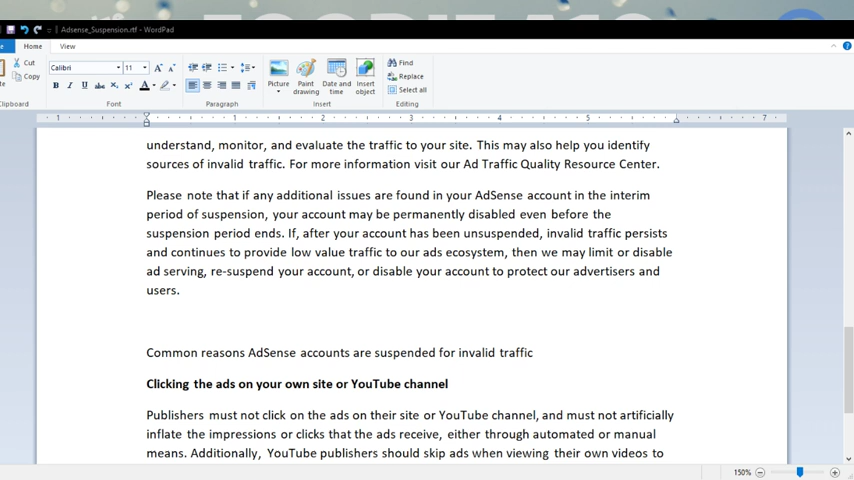 Adsense_Suspension.rtf - WordPad
Home View
Cut
Copy
Calibri 11
Picture
Paint drawing
Date and time
Insert object
Find
Replace
Select all
Clipboard Font Paragraph Insert Editing
1 1 2 3 4 5 6 7
understand, monitor, and evaluate the traffic to your site. This may also help you identify
sources of invalid traffic. For more information visit our Ad Traffic Quality Resource Center.
Please note that if any additional issues are found in your AdSense account in the interim
period of suspension, your account may be permanently disabled even before the
suspension period ends. If, after your account has been unsuspended, invalid traffic persists
and continues to provide low value traffic to our ads ecosystem, then we may limit or disable
ad serving, re-suspend your account, or disable your account to protect our advertisers and
users.
Common reasons AdSense accounts are suspended for invalid traffic
Clicking the ads on your own site or YouTube channel
Publishers must not click on the ads on their site or YouTube channel, and must not artificially
inflate the impressions or clicks that the ads receive, either through automated or manual
means. Additionally, YouTube publishers should skip ads when viewing their own videos to
150%